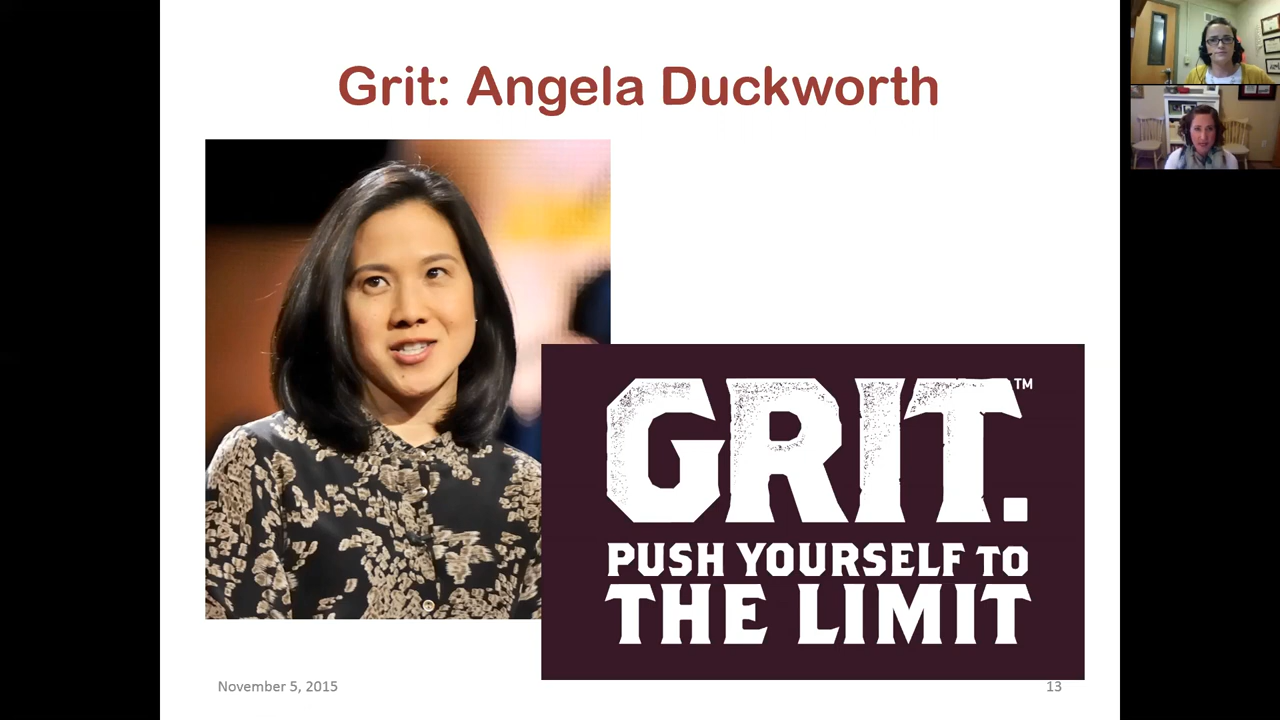 Grit: Angela Duckworth
GRIT.™
PUSH YOURSELF TO
THE LIMIT
November 5, 2015
13